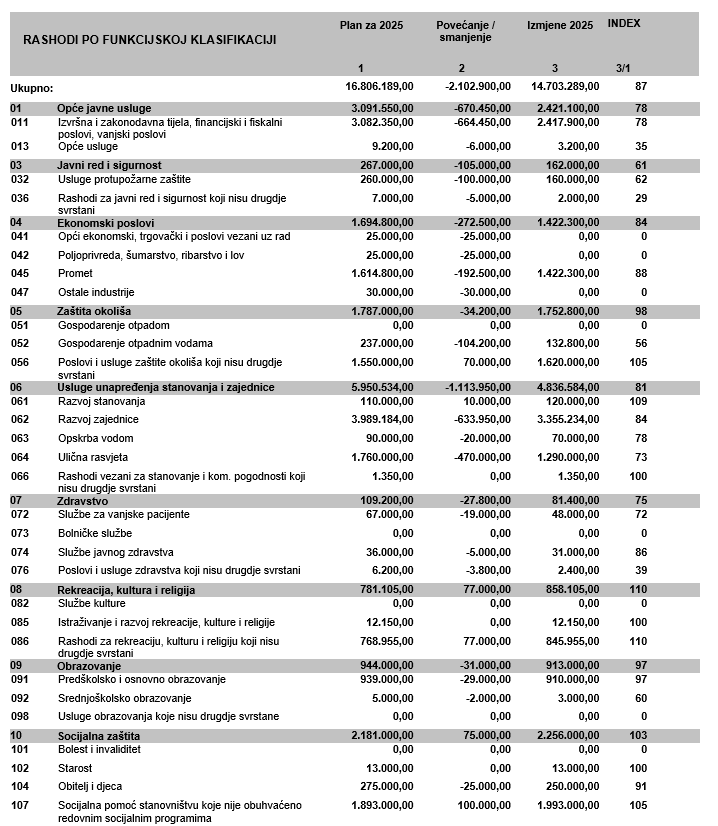 RASHODI PO FUNKCIJSKOJ KLASIFIKACIJI Plan za 2025 Povećanje / smanjenje Izmjene 2025 INDEX
1 2 3 3/1
Ukupno: 16.806.189,00 -2.102.900,00 14.703.289,00 87
01 Opće javne usluge 3.091.550,00 -670.450,00 2.421.100,00 78
011 Izvršna i zakonodavna tijela, financijski i fiskalni 3.082.350,00 -664.450,00 2.417.900,00 78
poslovi, vanjski poslovi
013 Opće usluge 9.200,00 -6.000,00 3.200,00 35
03 Javni red i sigurnost 267.000,00 -105.000,00 162.000,00 61
032 Usluge protupožarne zaštite 260.000,00 -100.000,00 160.000,00 62
036 Rashodi za javni red i sigurnost koji nisu drugdje 7.000,00 -5.000,00 2.000,00 29
svrstani
04 Ekonomski poslovi 1.694.800,00 -272.500,00 1.422.300,00 84
041 Opći ekonomski, trgovački i poslovi vezani uz rad 25.000,00 -25.000,00 0,00 0
042 Poljoprivreda, šumarstvo, ribarstvo i lov 25.000,00 -25.000,00 0,00 0
045 Promet 1.614.800,00 -192.500,00 1.422.300,00 88
047 Ostale industrije 30.000,00 -30.000,00 0,00 0
05 Zaštita okoliša 1.787.000,00 -34.200,00 1.752.800,00 98
051 Gospodarenje otpadom 0,00 0,00 0,00 0
052 Gospodarenje otpadnim vodama 237.000,00 -104.200,00 132.800,00 56
056 Poslovi i usluge zaštite okoliša koji nisu drugdje 1.550.000,00 70.000,00 1.620.000,00 105
svrstani
06 Usluge unapređenja stanovanja i zajednice 5.950.534,00 -1.113.950,00 4.836.584,00 81
061 Razvoj stanovanja 110.000,00 10.000,00 120.000,00 109
062 Razvoj zajednice 3.989.184,00 -633.950,00 3.355.234,00 84
063 Opskrba vodom 90.000,00 -20.000,00 70.000,00 78
064 Ulična rasvjeta 1.760.000,00 -470.000,00 1.290.000,00 73
066 Rashodi vezani za stanovanje i kom. pogodnosti koji 1.350,00 0,00 1.350,00 100
nisu drugdje svrstani
07 Zdravstvo 109.200,00 -27.800,00 81.400,00 75
072 Službe za vanjske pacijente 67.000,00 -19.000,00 48.000,00 72
073 Bolničke službe 0,00 0,00 0,00 0
074 Službe javnog zdravstva 36.000,00 -5.000,00 31.000,00 86
076 Poslovi i usluge zdravstva koji nisu drugdje svrstani 6.200,00 -3.800,00 2.400,00 39
08 Rekreacija, kultura i religija 781.105,00 77.000,00 858.105,00 110
082 Službe kulture 0,00 0,00 0,00 0
085 Istraživanje i razvoj rekreacije, kulture i religije 12.150,00 0,00 12.150,00 100
086 Rashodi za rekreaciju, kulturu i religiju koji nisu 768.955,00 77.000,00 845.955,00 110
drugdje svrstani
09 Obrazovanje 944.000,00 -31.000,00 913.000,00 97
091 Predškolsko i osnovno obrazovanje 939.000,00 -29.000,00 910.000,00 97
092 Srednjoškolsko obrazovanje 5.000,00 -2.000,00 3.000,00 60
098 Usluge obrazovanja koje nisu drugdje svrstane 0,00 0,00 0,00 0
10 Socijalna zaštita 2.181.000,00 75.000,00 2.256.000,00 103
101 Bolest i invaliditet 0,00 0,00 0,00 0
102 Starost 13.000,00 0,00 13.000,00 100
104 Obitelj i djeca 275.000,00 -25.000,00 250.000,00 91
107 Socijalna pomoć stanovništvu koje nije obuhvaćeno 1.893.000,00 100.000,00 1.993.000,00 105
redovnim socijalnim programima